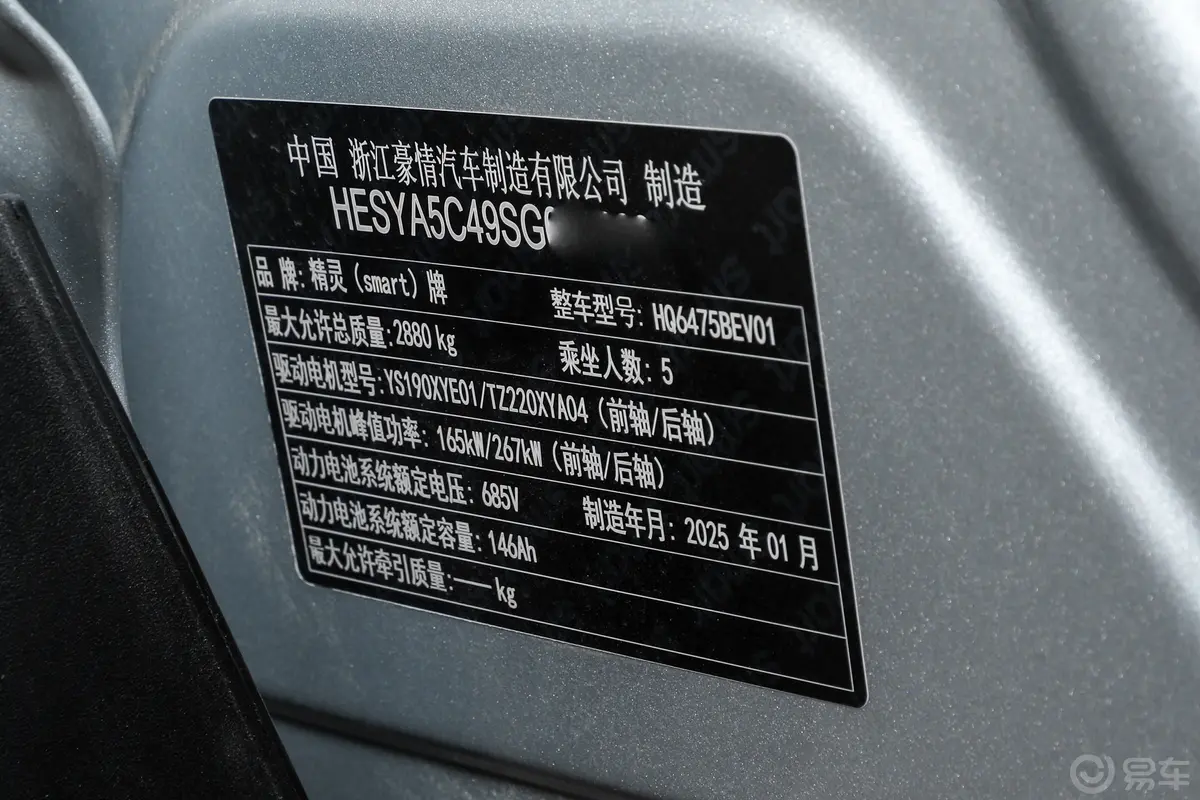 中国 浙江豪情汽车制造有限公司 制造
HESYA5C49SG
品 牌: 精灵 (smart) 牌 整车型号: HQ6475BEV01
最大允许总质量: 2880 kg 乘坐人数: 5
驱动电机型号: YS190XYE01/TZ220XYA04 (前轴/后轴)
驱动电机峰值功率: 165kW/267kW (前轴/后轴)
动力电池系统额定电压: 685V 制造年月: 2025 年 01 月
动力电池系统额定容量: 146Ah
最大允许牵引质量: —— kg
易车